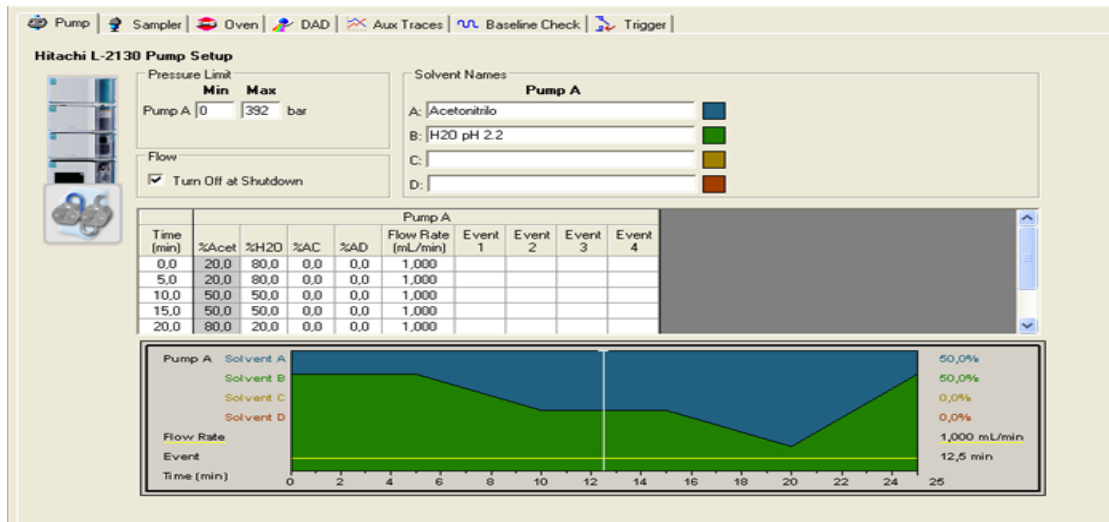 Pump Sampler Oven DAD Aux Traces Baseline Check Trigger
Hitachi L-2130 Pump Setup
Pressure Limit
Min Max
Pump A 0 392 bar
Flow
Turn Off at Shutdown
Solvent Names
Pump A
A: Acetonitrilo
B: H2O pH 2.2
C:
D:
Pump A
Time (min) %Acet %H2O %AC %AD Flow Rate (mL/min) Event 1 Event 2 Event 3 Event 4
0,0 20,0 80,0 0,0 0,0 1,000
5,0 20,0 80,0 0,0 0,0 1,000
10,0 50,0 50,0 0,0 0,0 1,000
15,0 50,0 50,0 0,0 0,0 1,000
20,0 80,0 20,0 0,0 0,0 1,000
Pump A Solvent A 50,0%
Solvent B 50,0%
Solvent C 0,0%
Solvent D 0,0%
Flow Rate 1,000 mL/min
Event 12,5 min
Time (min) 0 2 4 6 8 10 12 14 16 18 20 22 24 25